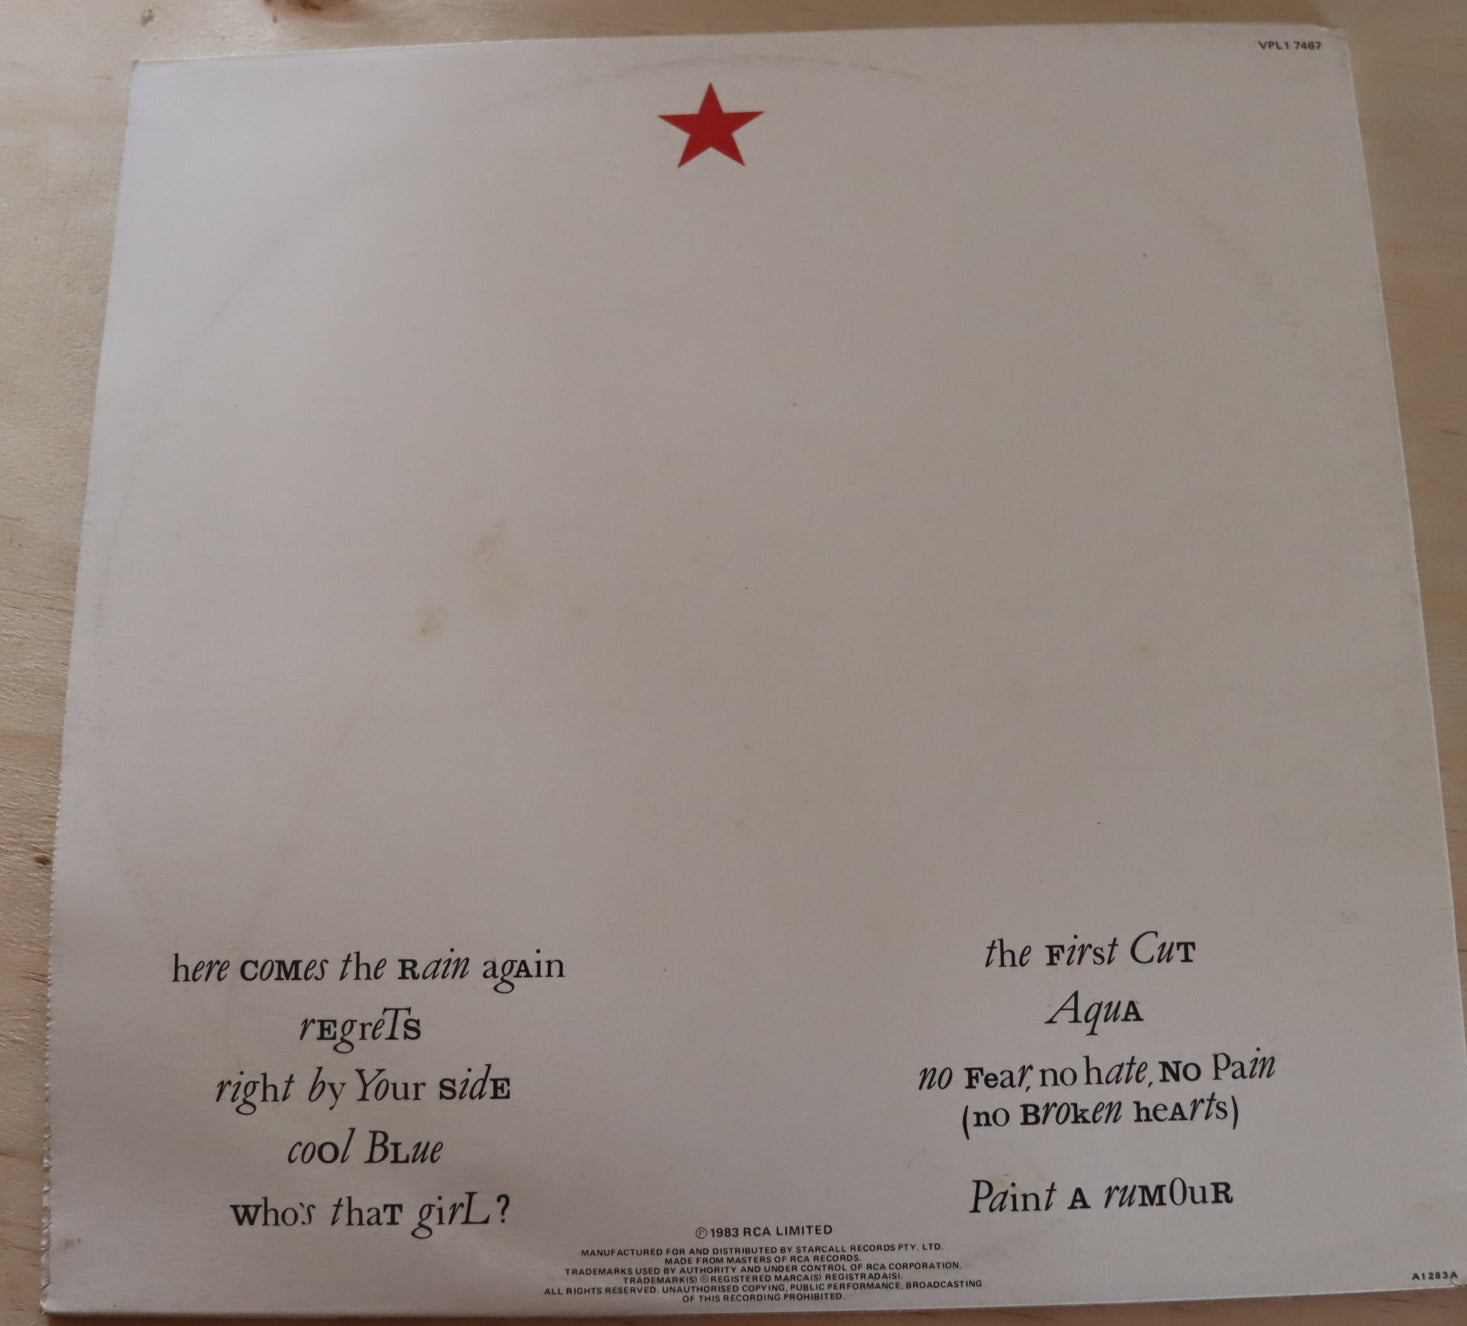 VPL1 7467
here COMes the Rain agAin
rEgréTs
right by Your SidE
cool BLue
Who's thaT girL?
the First CuT
AquA
no Fear, no hate, No Pain
(no Broken heArts)
Paint A ruMOuR
Ⓟ 1983 RCA LIMITED
MANUFACTURED FOR AND DISTRIBUTED BY STARCALL RECORDS PTY. LTD.
MADE FROM MASTERS OF RCA RECORDS.
TRADEMARKS USED BY AUTHORITY AND UNDER CONTROL OF RCA CORPORATION.
TRADEMARK(S) ® REGISTERED MARCA(S) REGISTRADA(S).
ALL RIGHTS RESERVED. UNAUTHORISED COPYING, PUBLIC PERFORMANCE, BROADCASTING
OF THIS RECORDING PROHIBITED.
A1283A